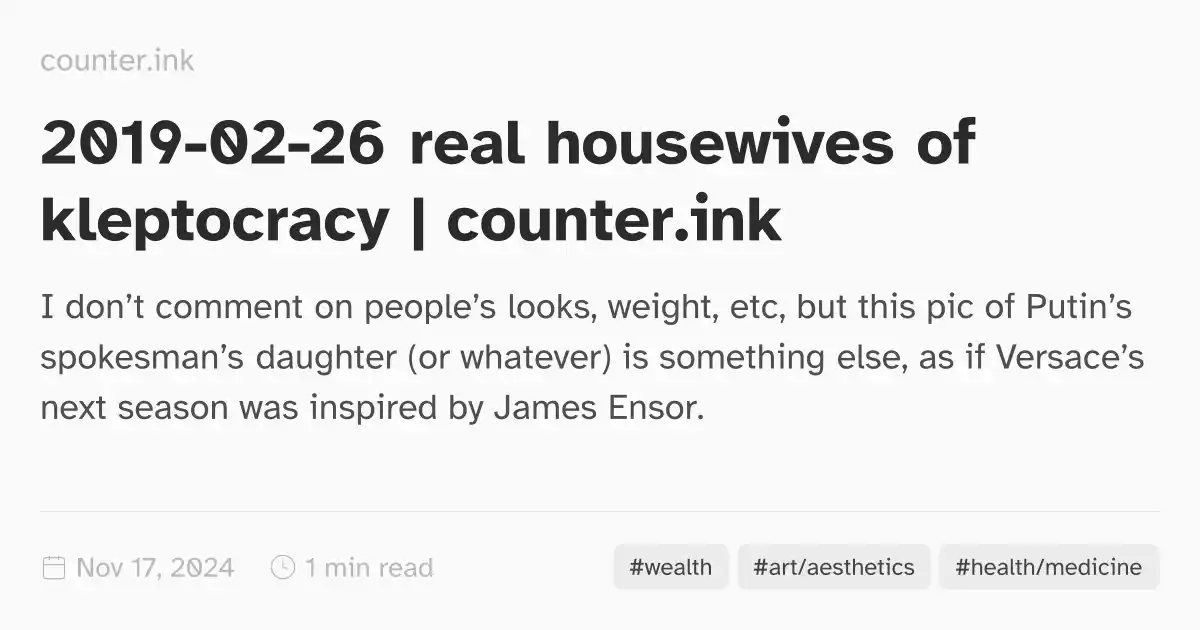 counter.ink
2019-02-26 real housewives of
kleptocracy | counter.ink
I don’t comment on people’s looks, weight, etc, but this pic of Putin’s
spokesman’s daughter (or whatever) is something else, as if Versace’s
next season was inspired by James Ensor.
Nov 17, 2024 1 min read #wealth #art/aesthetics #health/medicine